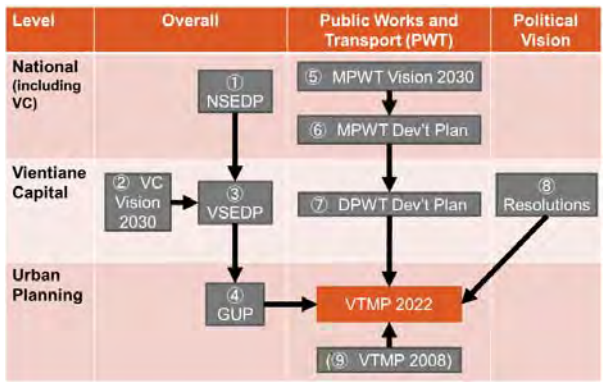 Level
Overall
Public Works and
Transport (PWT)
Political
Vision
National
(including
VC)
① NSEDP
⑤ MPWT Vision 2030
⑥ MPWT Dev't Plan
Vientiane
Capital
② VC
Vision
2030
③
VSEDP
⑦ DPWT Dev't Plan
⑧
Resolutions
Urban
Planning
④
GUP
VTMP 2022
(⑨ VTMP 2008)